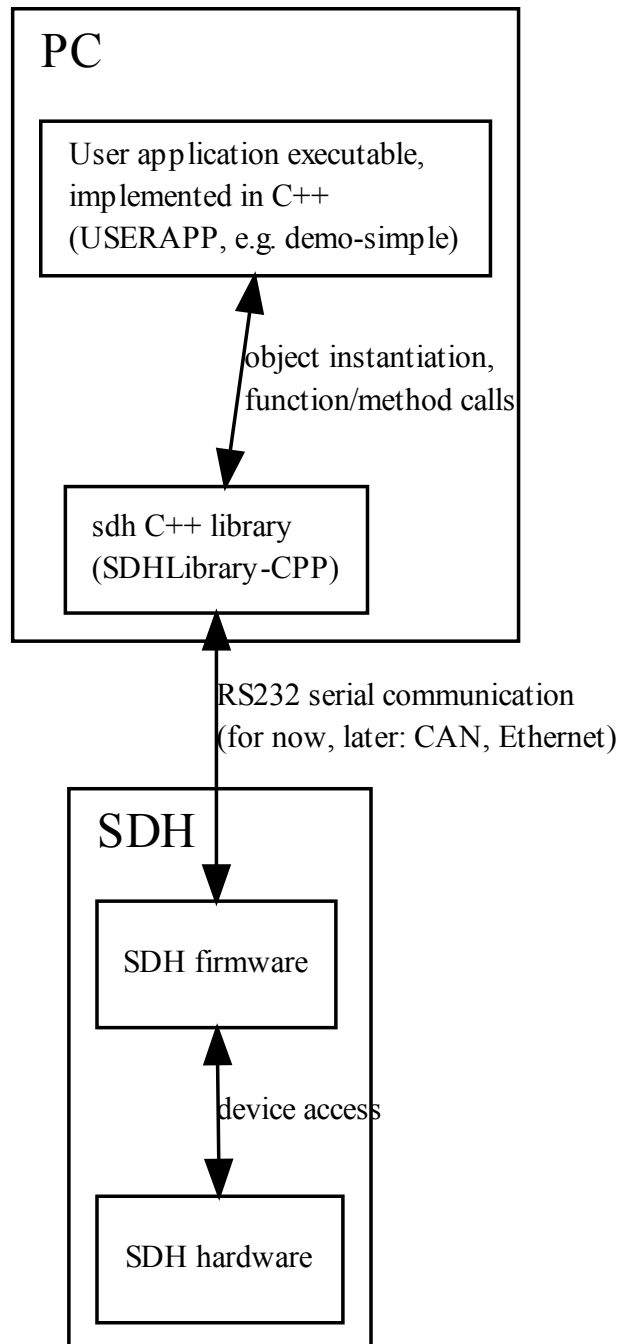 PC
User application executable,
implemented in C++
(USERAPP, e.g. demo-simple)
object instantiation,
function/method calls
sdh C++ library
(SDHLibrary-CPP)
RS232 serial communication
(for now, later: CAN, Ethernet)
SDH
SDH firmware
device access
SDH hardware